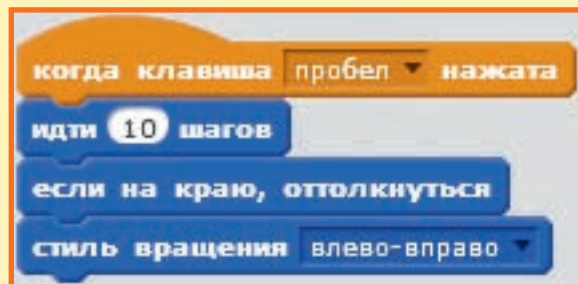 когда клавиша пробел нажата
идти 10 шагов
если на краю, оттолкнуться
стиль вращения влево-вправо